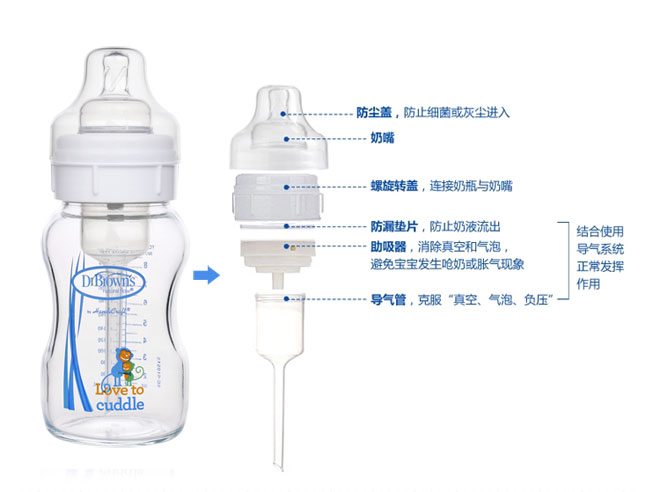 防尘盖，防止细菌或灰尘进入
奶嘴
螺旋转盖，连接奶瓶与奶嘴
防漏垫片，防止奶液流出
助吸器，消除真空和气泡，
避免宝宝发生呛奶或胀气现象
导气管，克服“真空、气泡、负压”
结合使用
导气系统
正常发挥
作用
Dr Brown's
Natural Flow
Love to
cuddle